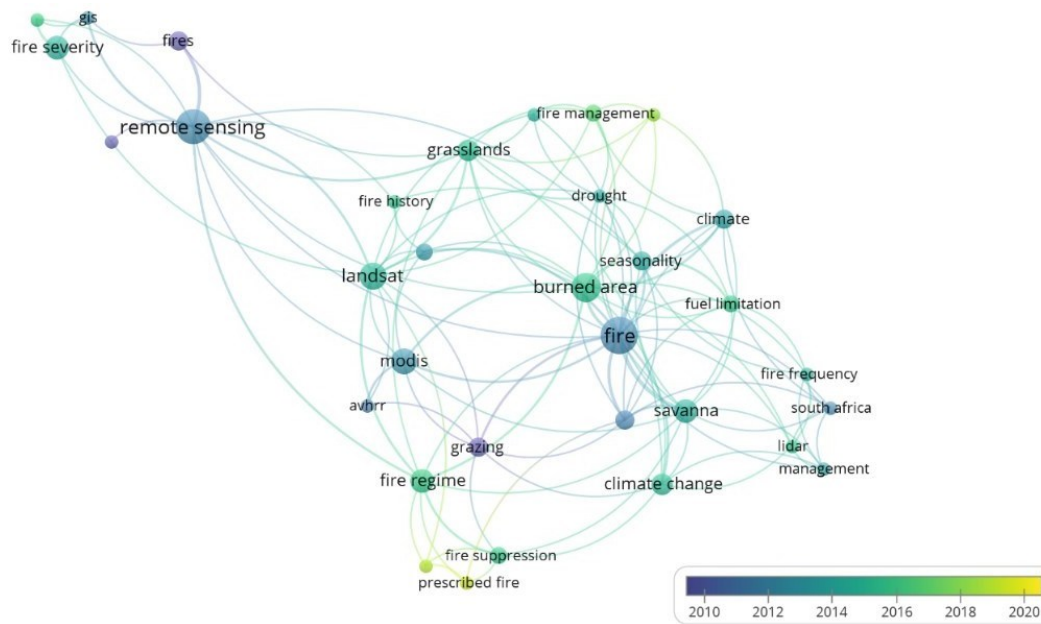 gis
fire severity
fires
remote sensing
fire management
grasslands
drought
fire history
climate
seasonality
landsat
burned area
fuel limitation
fire
modis
fire frequency
avhrr
south africa
savanna
grazing
lidar
management
fire regime
climate change
fire suppression
prescribed fire
2010 2012 2014 2016 2018 2020